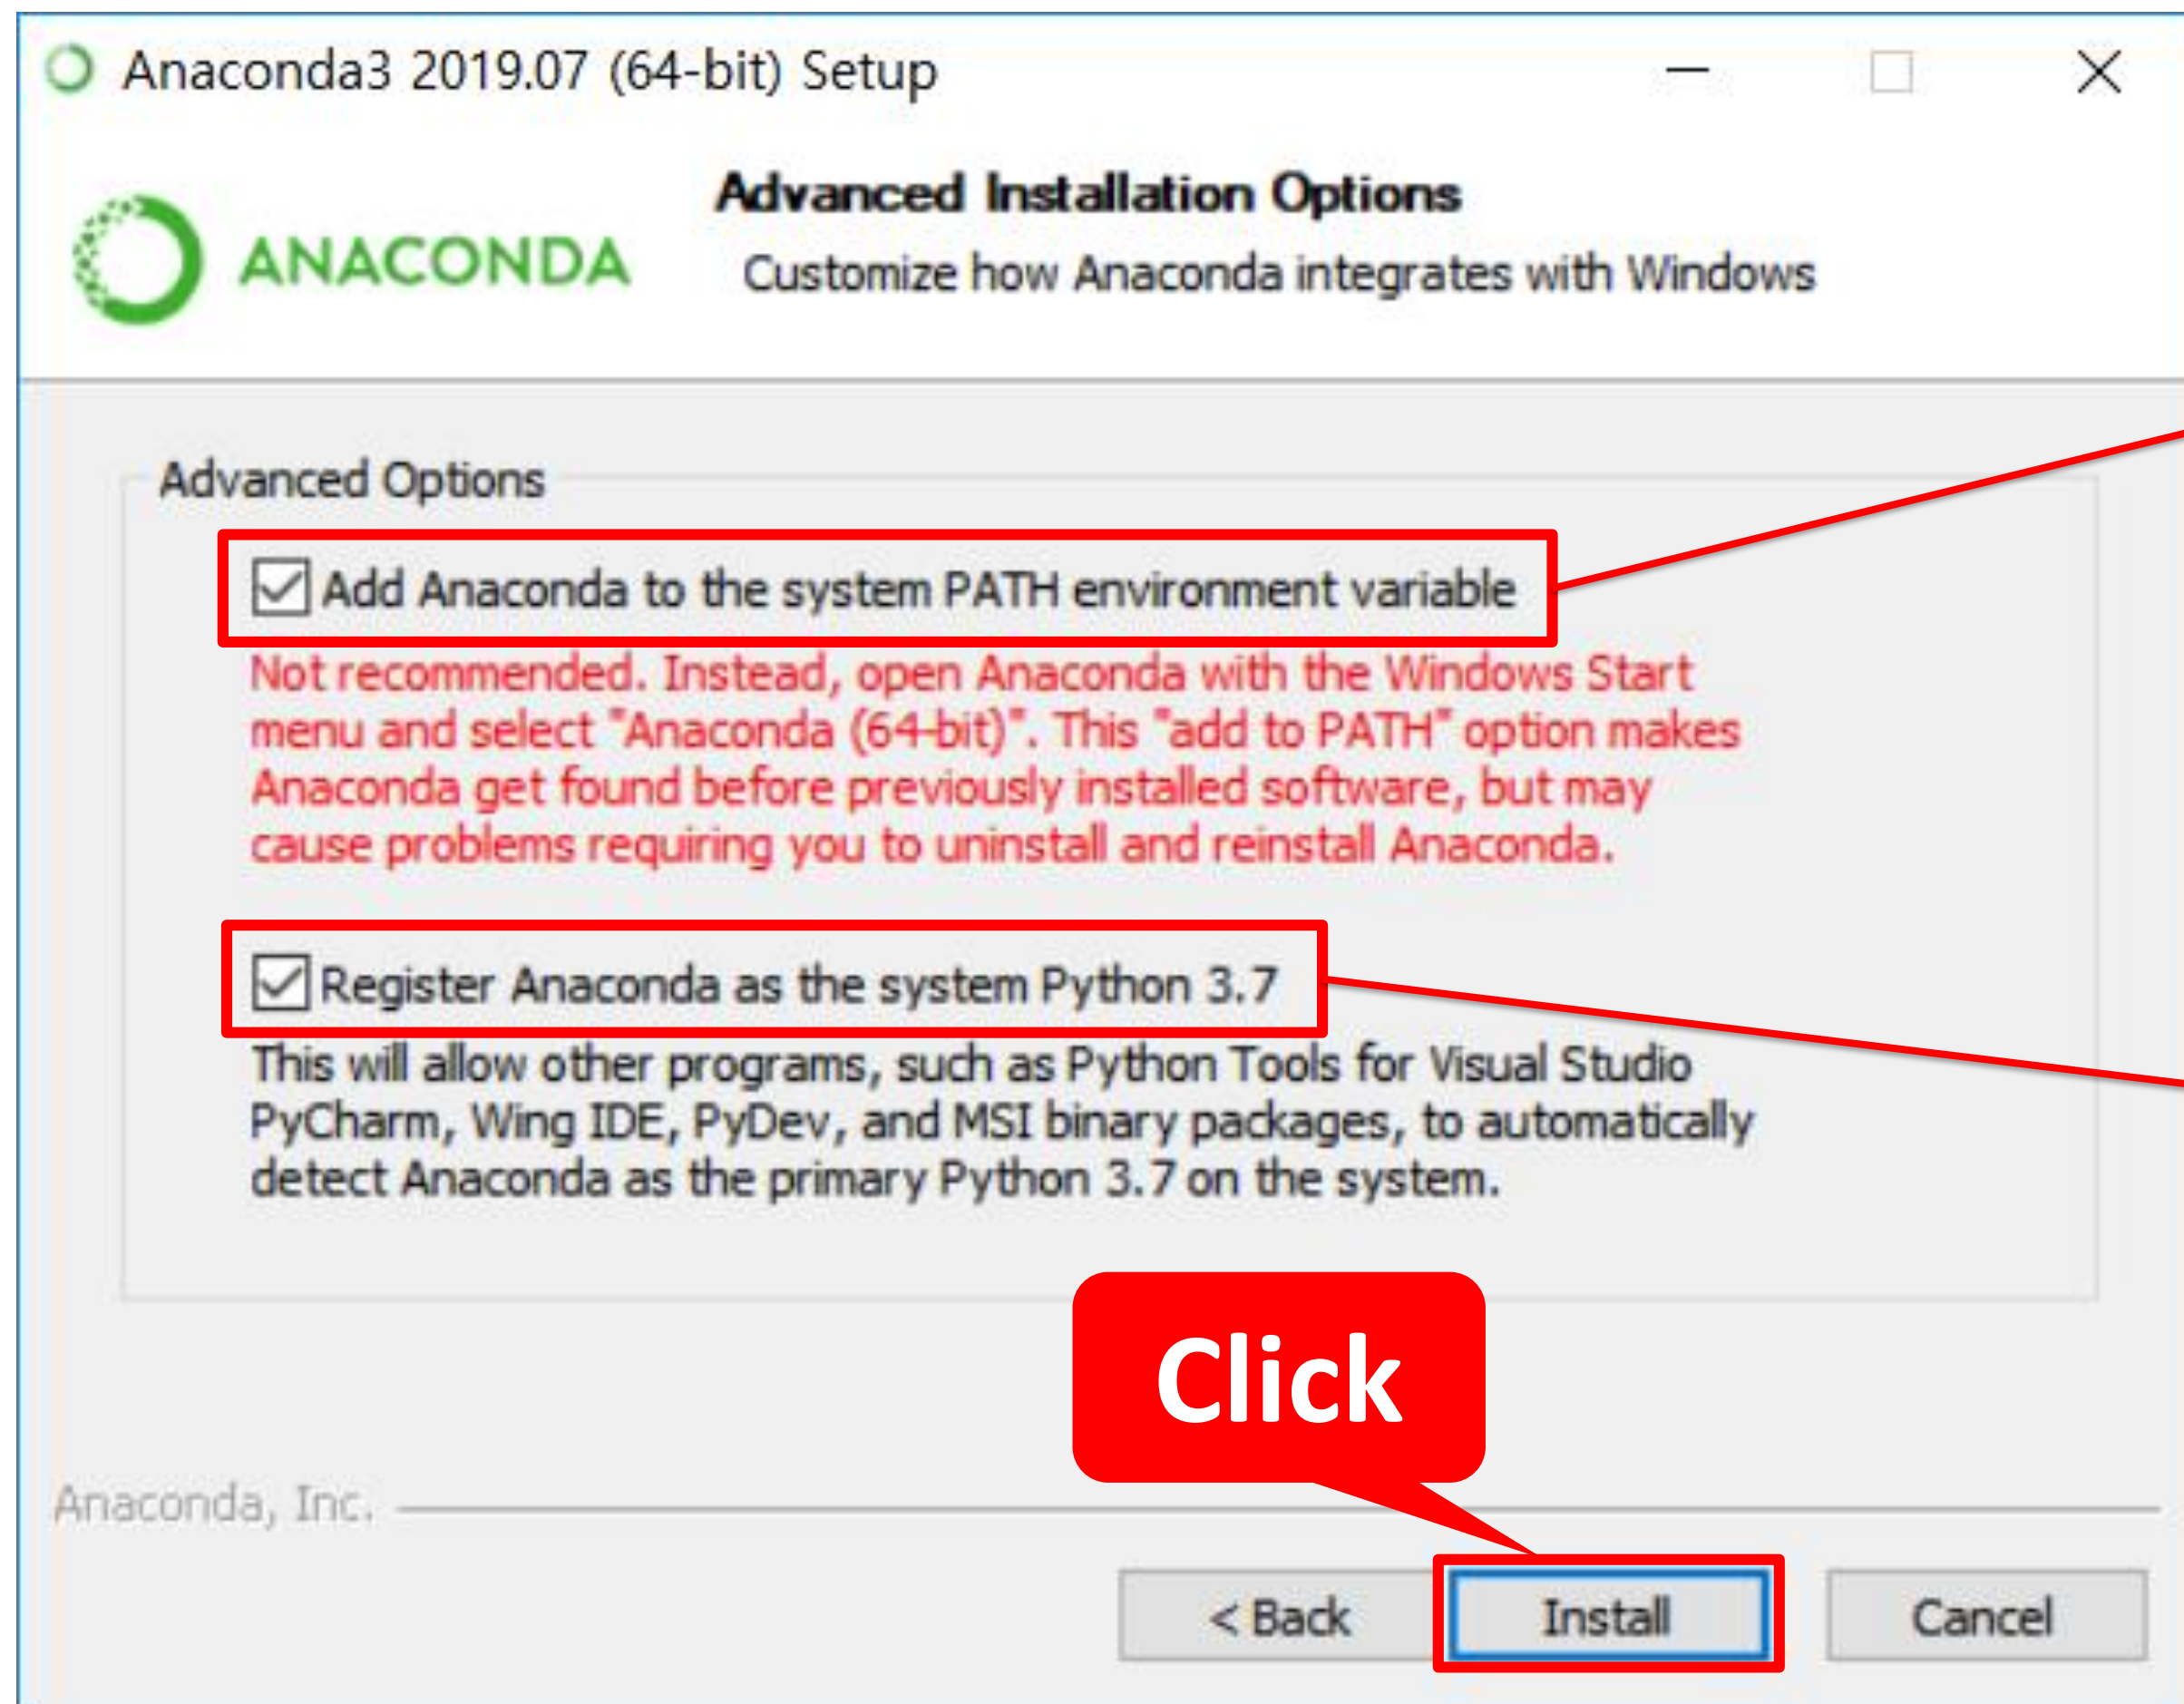 Anaconda3 2019.07 (64-bit) Setup
ANACONDA
Advanced Installation Options
Customize how Anaconda integrates with Windows
Advanced Options
Add Anaconda to the system PATH environment variable
Not recommended. Instead, open Anaconda with the Windows Start
menu and select "Anaconda (64-bit)". This "add to PATH" option makes
Anaconda get found before previously installed software, but may
cause problems requiring you to uninstall and reinstall Anaconda.
Register Anaconda as the system Python 3.7
This will allow other programs, such as Python Tools for Visual Studio
PyCharm, Wing IDE, PyDev, and MSI binary packages, to automatically
detect Anaconda as the primary Python 3.7 on the system.
Click
Anaconda, Inc.
< Back
Install
Cancel